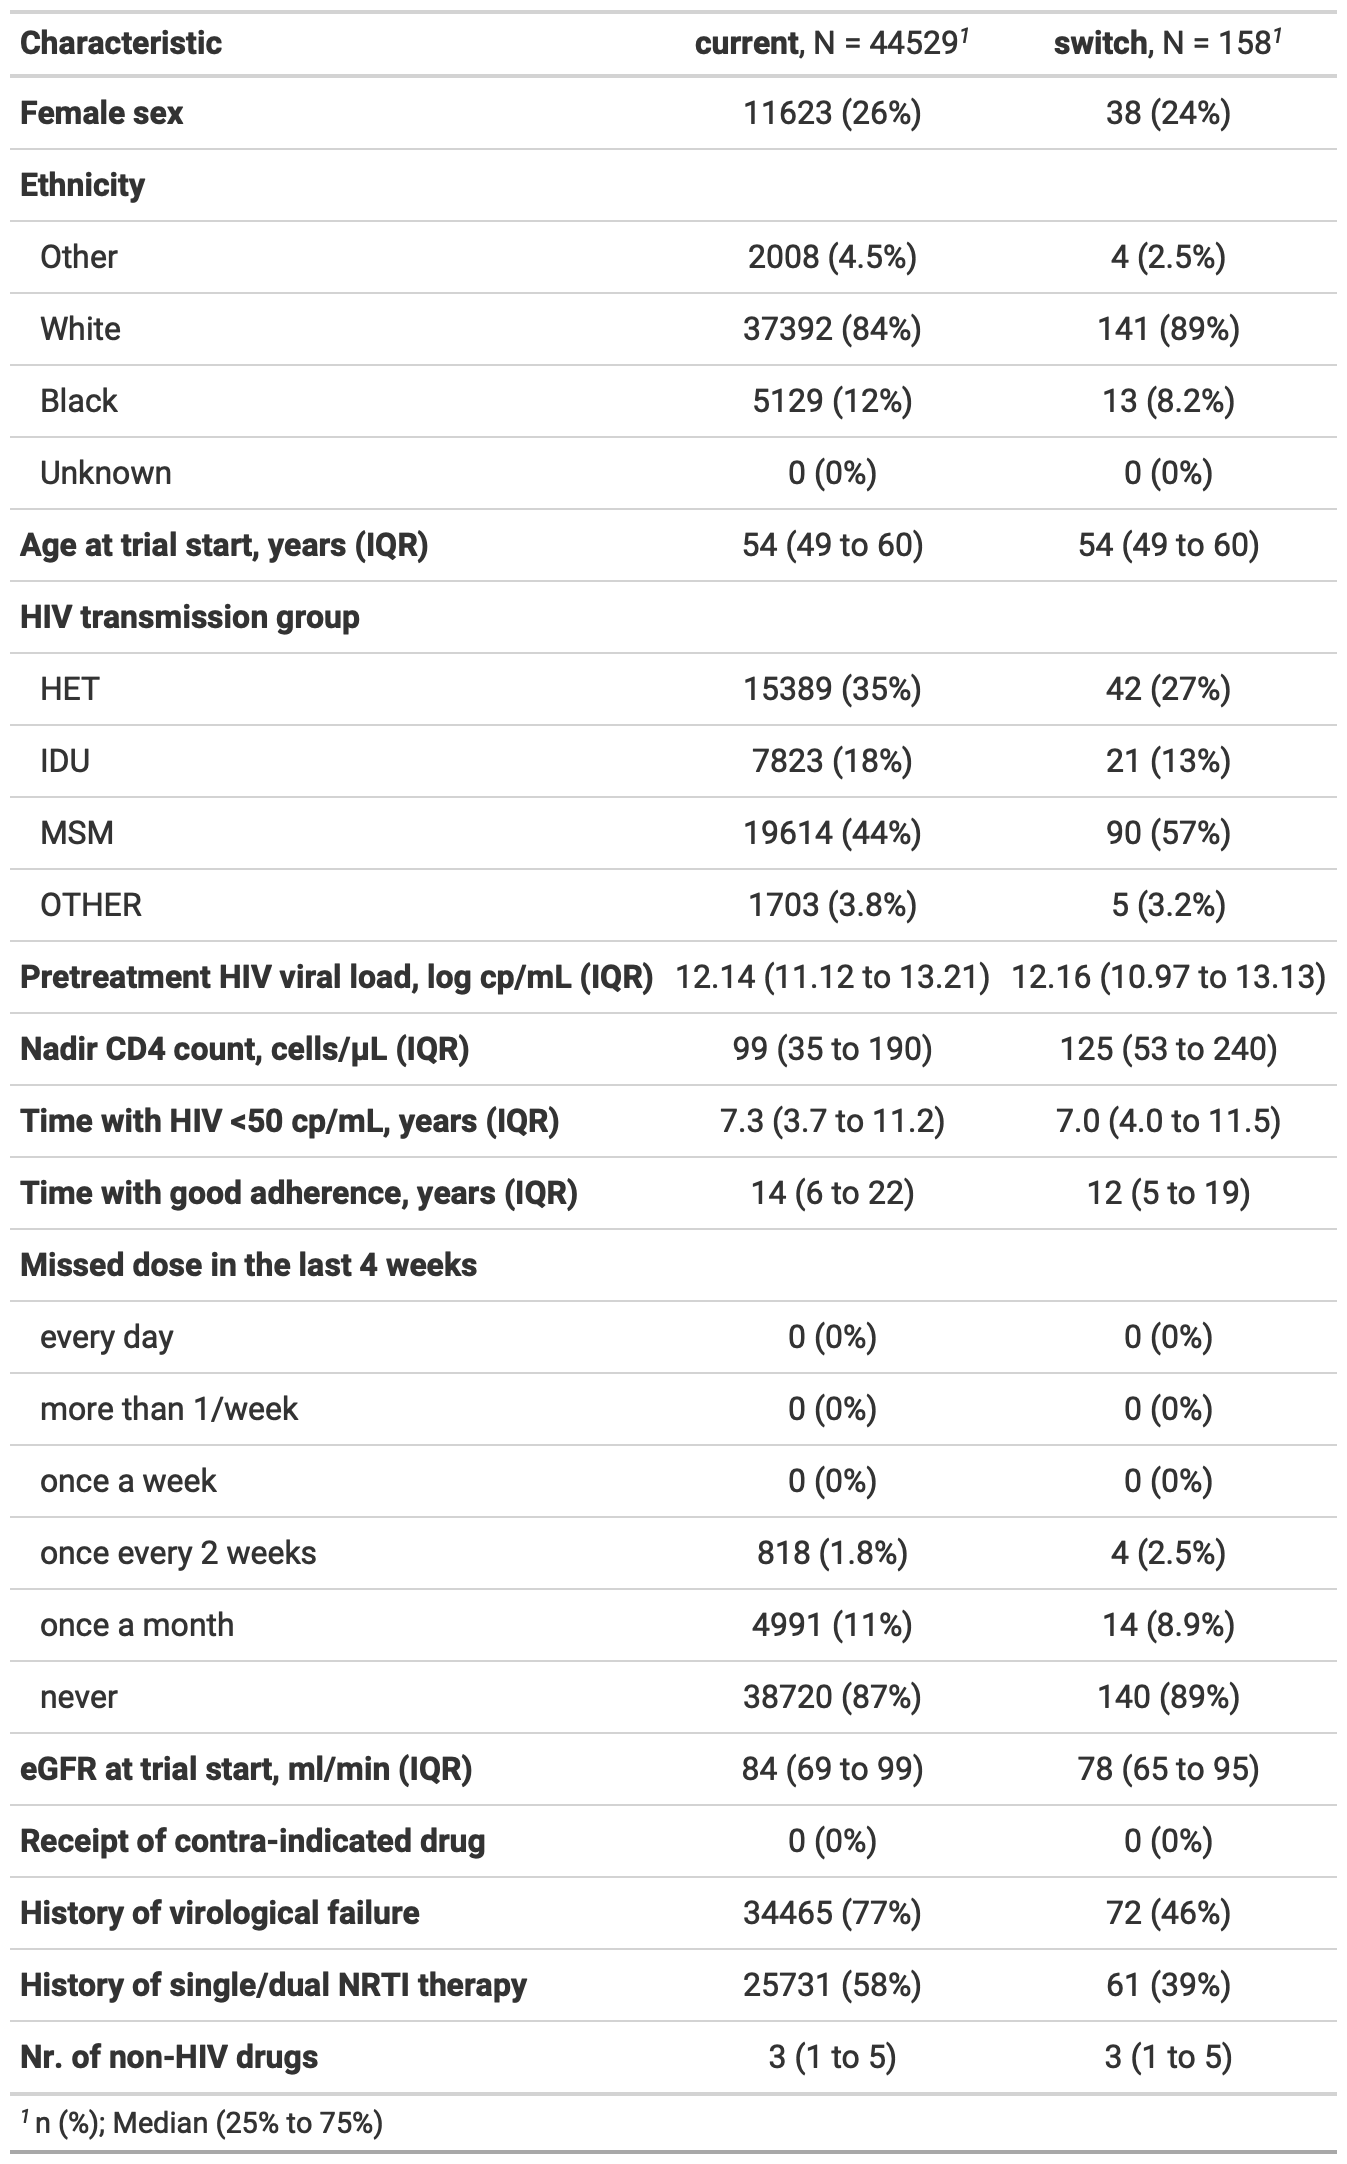 Characteristic current, N = 44529¹ switch, N = 158¹
Female sex 11623 (26%) 38 (24%)
Ethnicity
Other 2008 (4.5%) 4 (2.5%)
White 37392 (84%) 141 (89%)
Black 5129 (12%) 13 (8.2%)
Unknown 0 (0%) 0 (0%)
Age at trial start, years (IQR) 54 (49 to 60) 54 (49 to 60)
HIV transmission group
HET 15389 (35%) 42 (27%)
IDU 7823 (18%) 21 (13%)
MSM 19614 (44%) 90 (57%)
OTHER 1703 (3.8%) 5 (3.2%)
Pretreatment HIV viral load, log cp/mL (IQR) 12.14 (11.12 to 13.21) 12.16 (10.97 to 13.13)
Nadir CD4 count, cells/µL (IQR) 99 (35 to 190) 125 (53 to 240)
Time with HIV <50 cp/mL, years (IQR) 7.3 (3.7 to 11.2) 7.0 (4.0 to 11.5)
Time with good adherence, years (IQR) 14 (6 to 22) 12 (5 to 19)
Missed dose in the last 4 weeks
every day 0 (0%) 0 (0%)
more than 1/week 0 (0%) 0 (0%)
once a week 0 (0%) 0 (0%)
once every 2 weeks 818 (1.8%) 4 (2.5%)
once a month 4991 (11%) 14 (8.9%)
never 38720 (87%) 140 (89%)
eGFR at trial start, ml/min (IQR) 84 (69 to 99) 78 (65 to 95)
Receipt of contra-indicated drug 0 (0%) 0 (0%)
History of virological failure 34465 (77%) 72 (46%)
History of single/dual NRTI therapy 25731 (58%) 61 (39%)
Nr. of non-HIV drugs 3 (1 to 5) 3 (1 to 5)
¹ n (%); Median (25% to 75%)